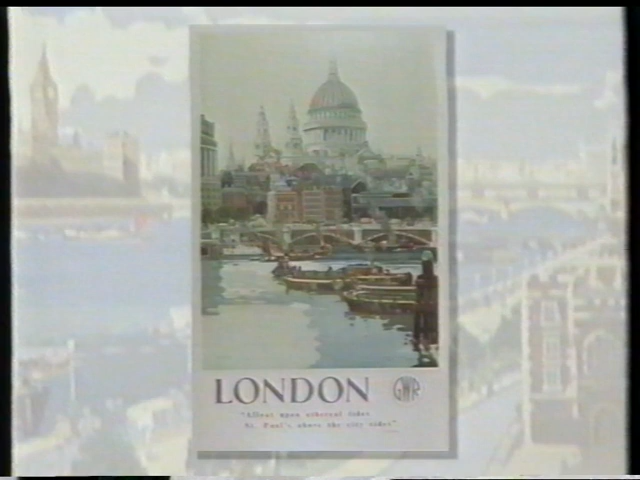 LONDON GWR
"Afloat upon ethereal tides
St. Paul's above the city rides"